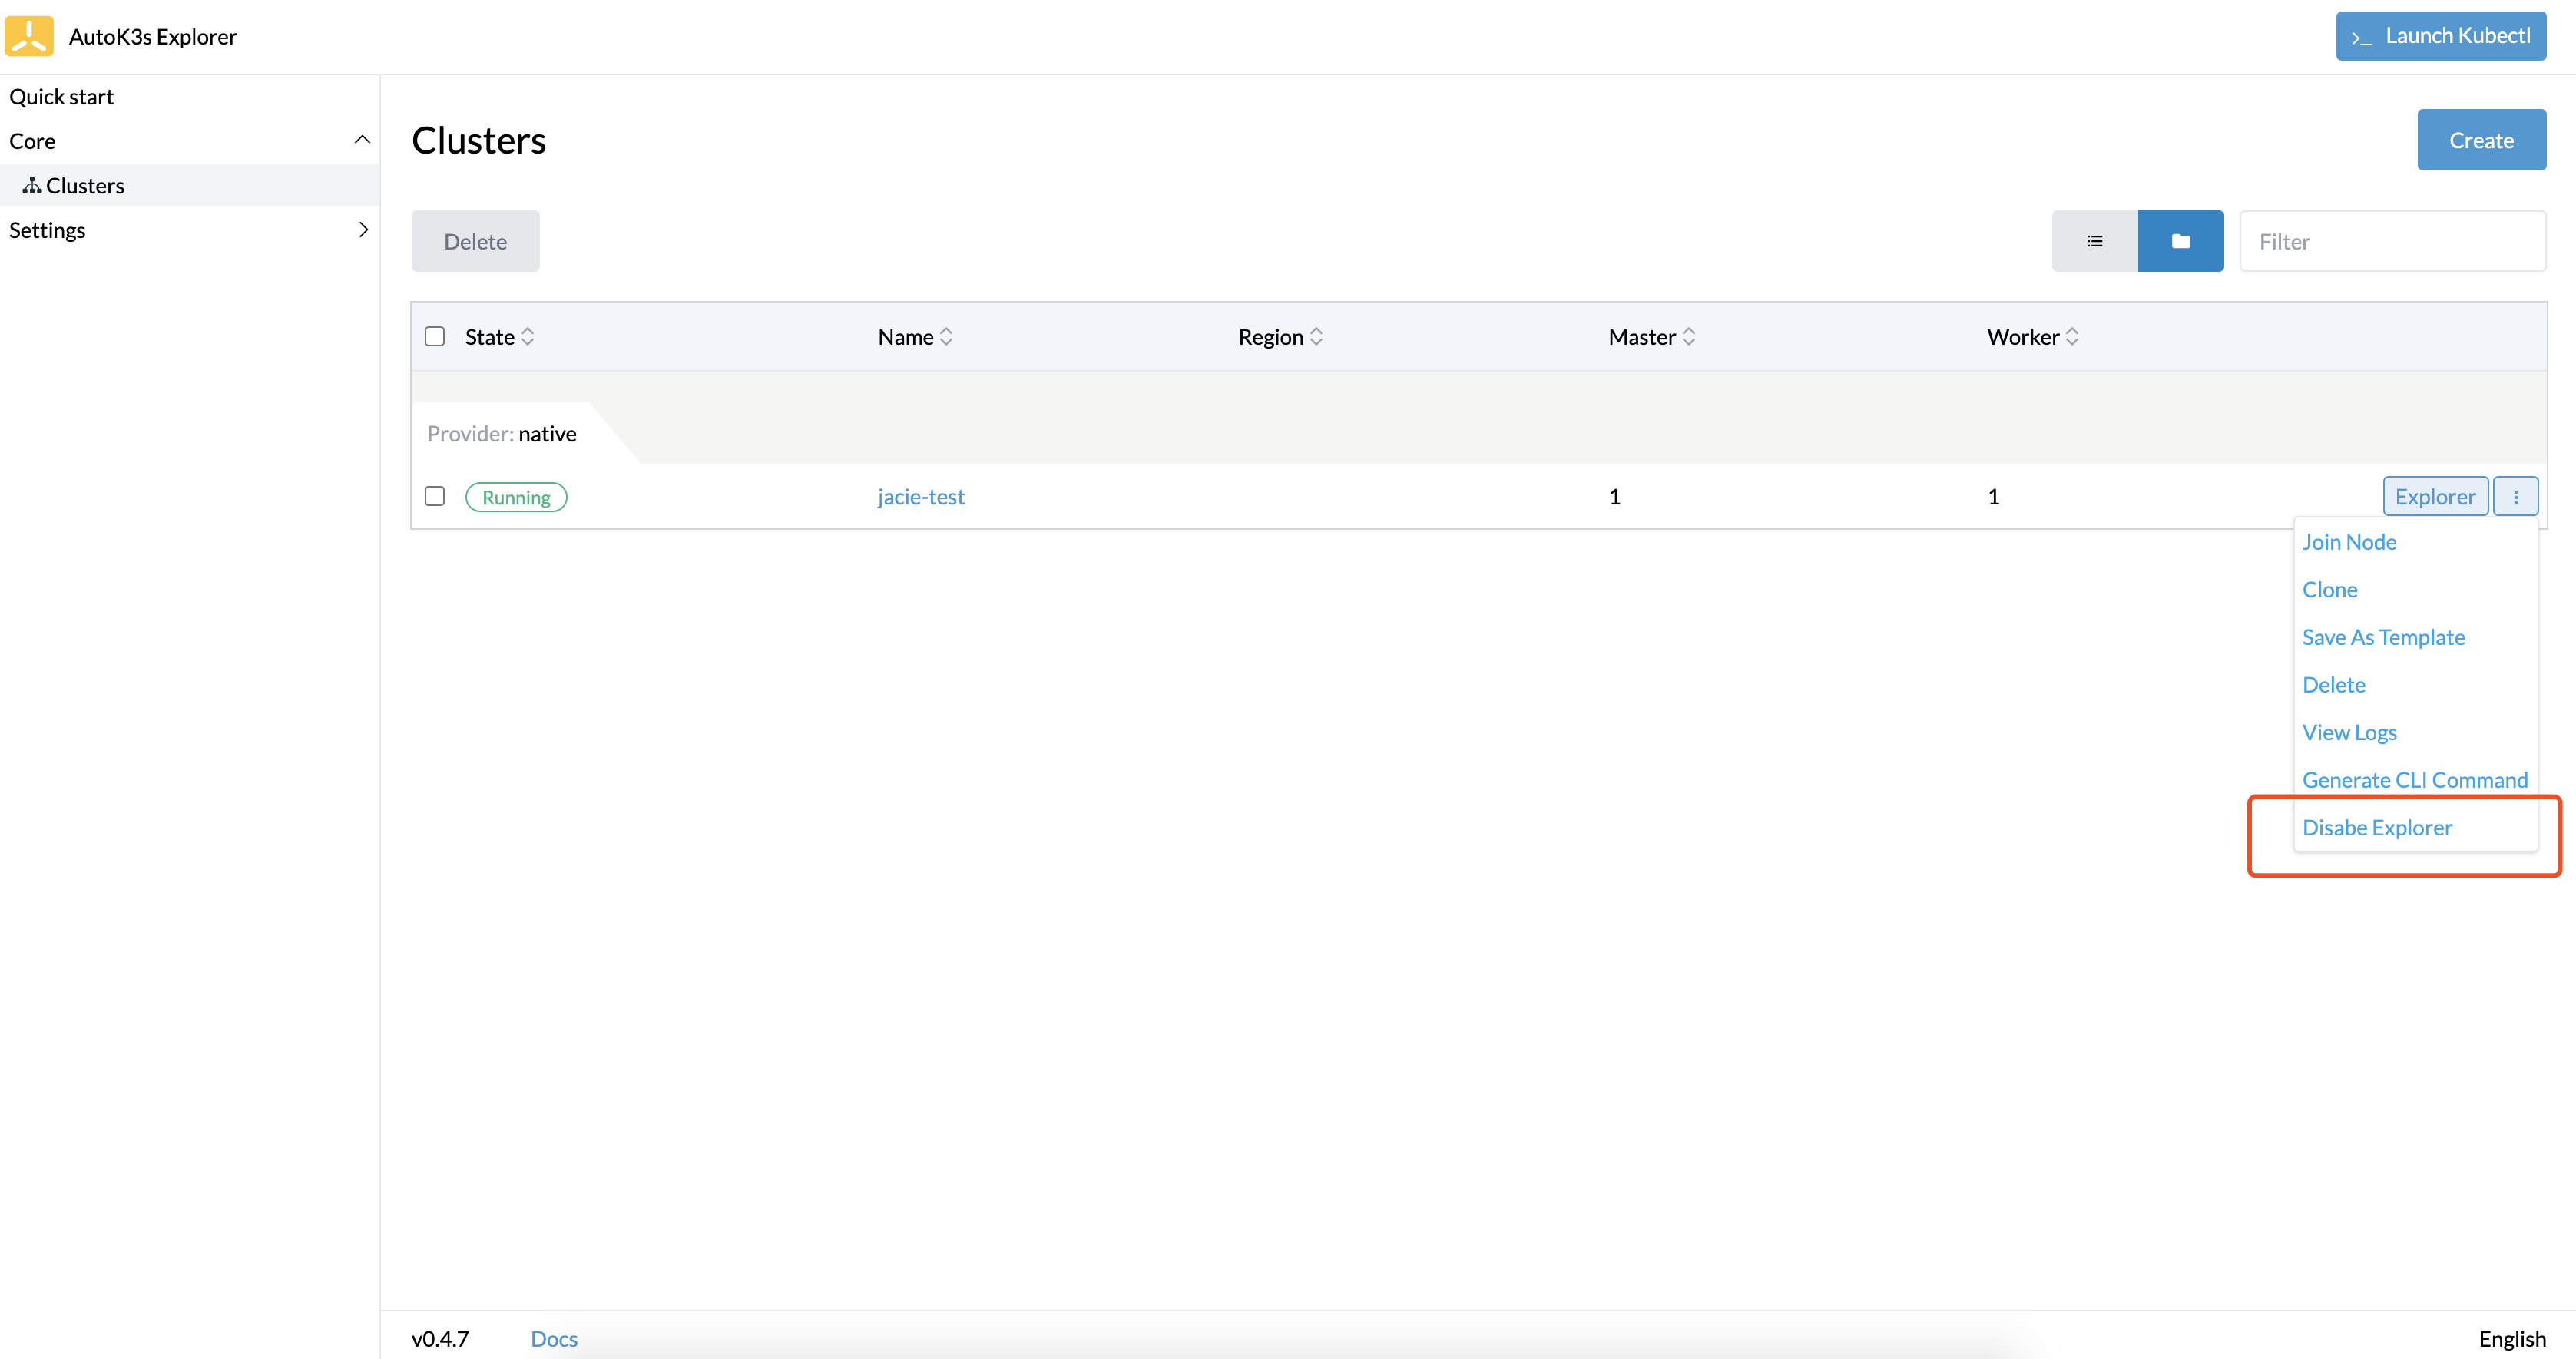 AutoK3s Explorer
>_ Launch Kubectl
Quick start
Core
Clusters
Settings
Clusters
Create
Delete
Filter
State Name Region Master Worker
Provider: native
Running jacie-test 1 1 Explorer
Join Node
Clone
Save As Template
Delete
View Logs
Generate CLI Command
Disabe Explorer
v0.4.7 Docs English